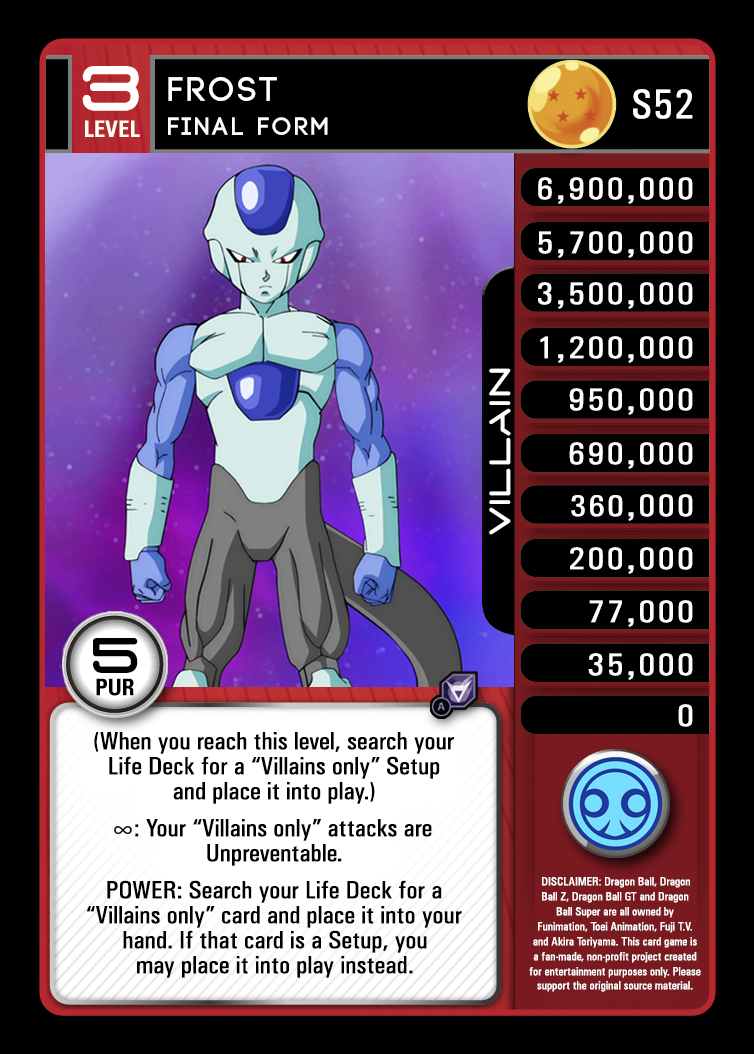 3
LEVEL
FROST
FINAL FORM
S52
6,900,000
5,700,000
3,500,000
1,200,000
950,000
690,000
360,000
200,000
77,000
35,000
0
VILLAIN
5
PUR
A
(When you reach this level, search your
Life Deck for a “Villains only” Setup
and place it into play.)
∞: Your “Villains only” attacks are
Unpreventable.
POWER: Search your Life Deck for a
“Villains only” card and place it into your
hand. If that card is a Setup, you
may place it into play instead.
DISCLAIMER: Dragon Ball, Dragon
Ball Z, Dragon Ball GT and Dragon
Ball Super are all owned by
Funimation, Toei Animation, Fuji T.V.
and Akira Toriyama. This card game is
a fan-made, non-profit project created
for entertainment purposes only. Please
support the original source material.